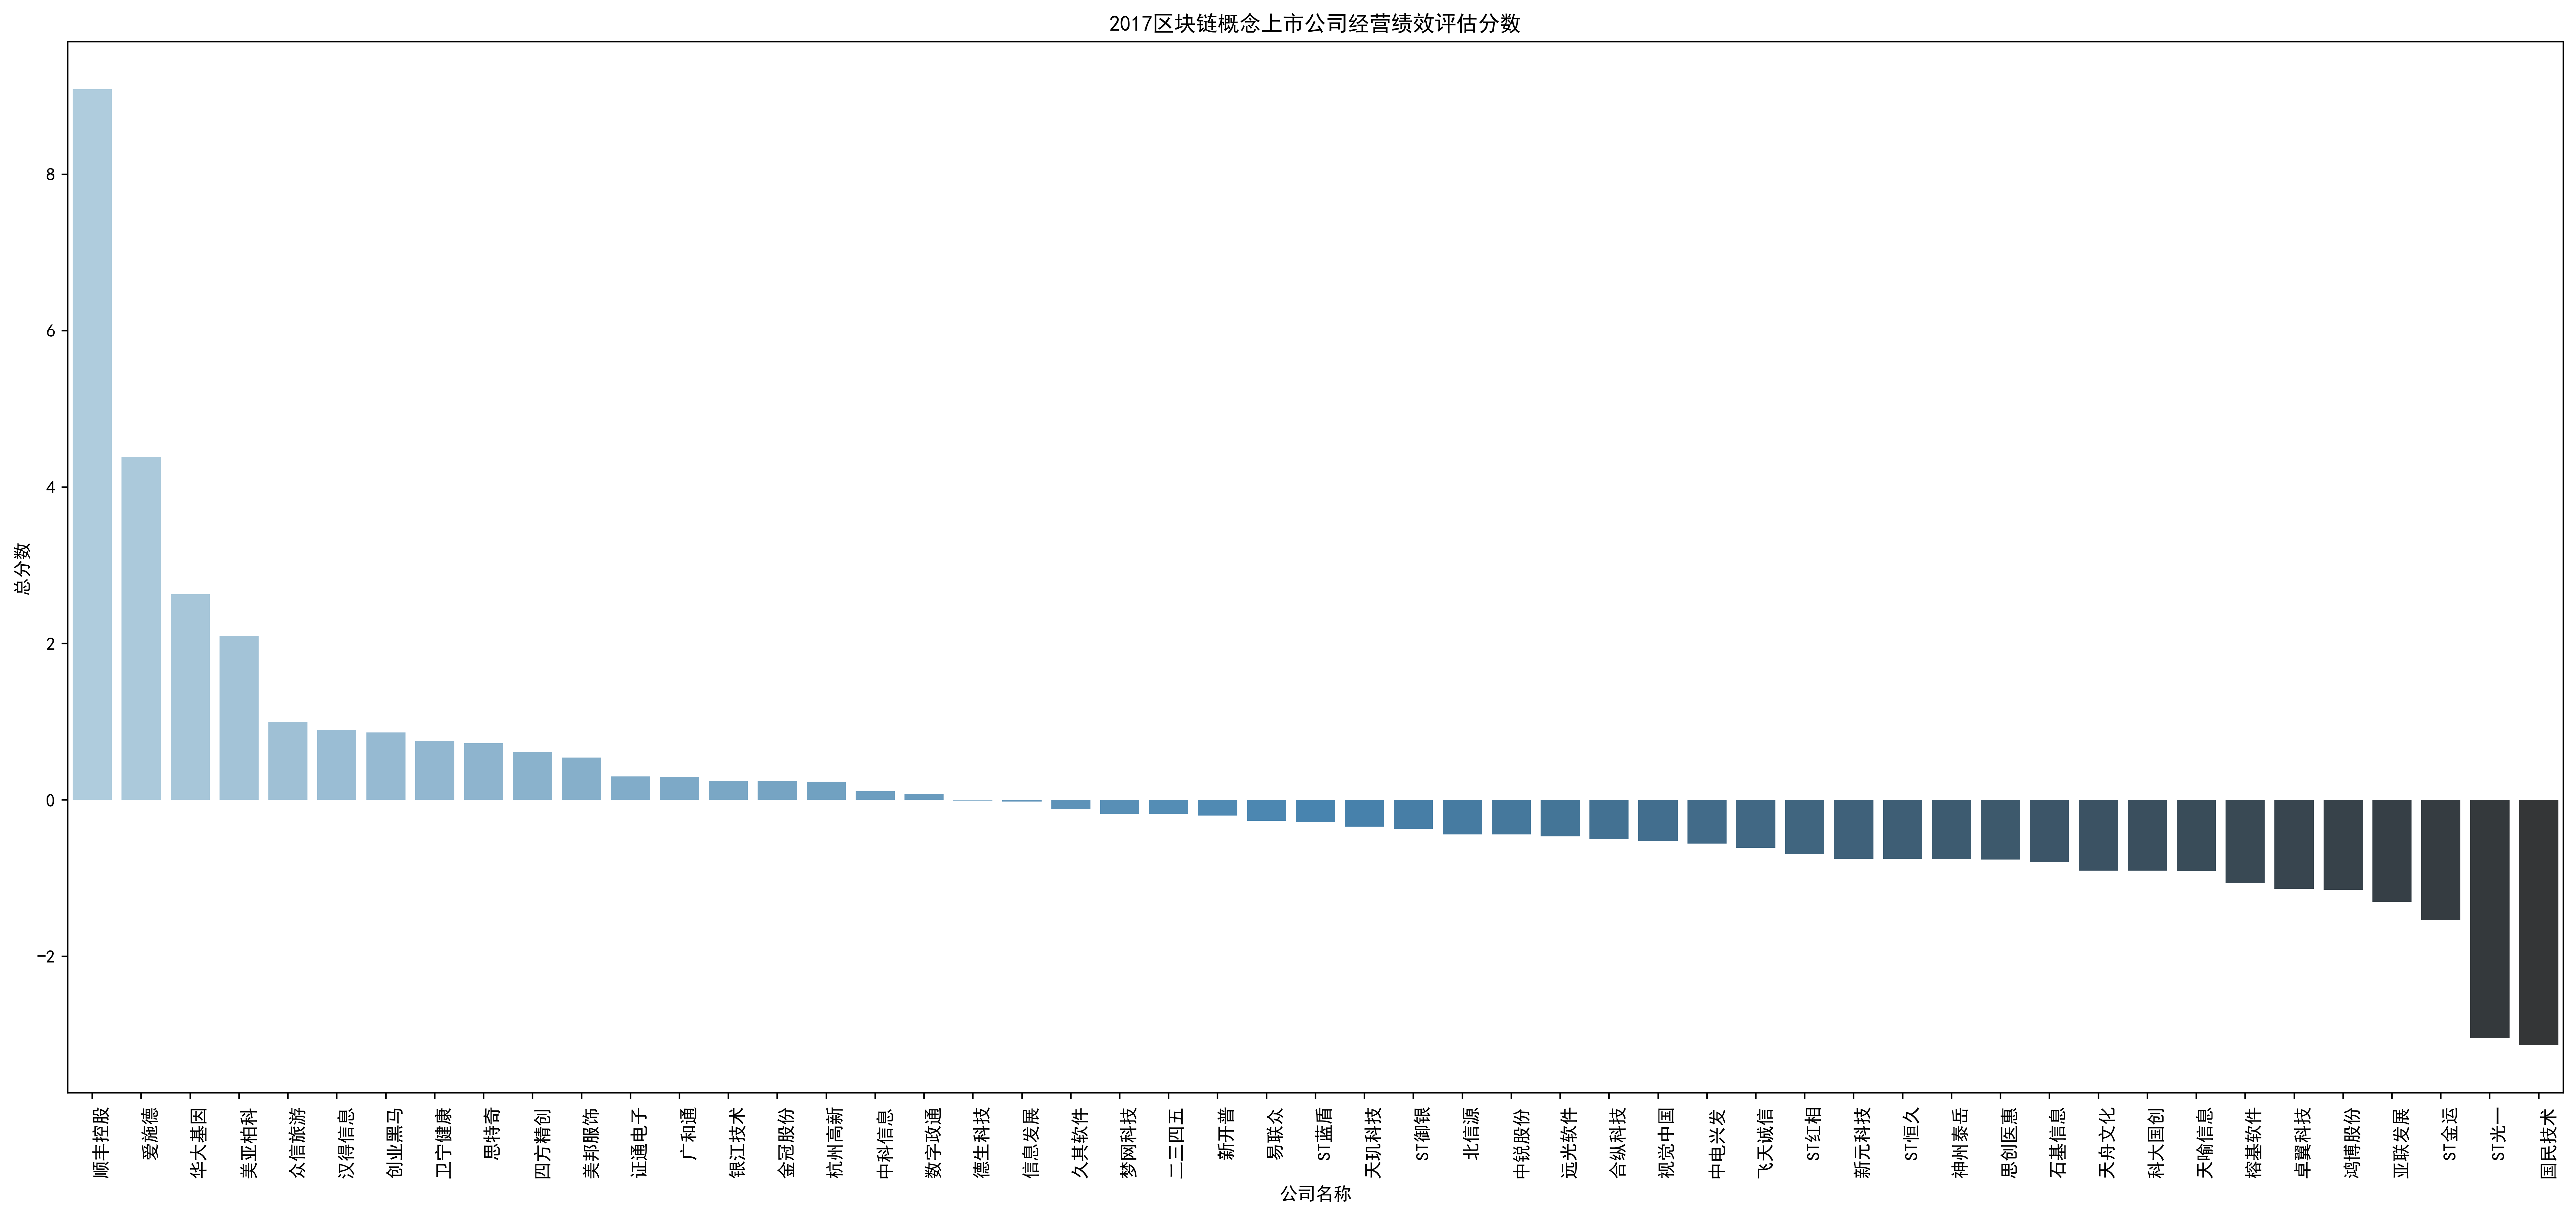 2017区块链概念上市公司经营绩效评估分数
总分数
8
6
4
2
0
−2
顺丰控股
爱施德
华大基因
美亚柏科
众信旅游
汉得信息
创业黑马
卫宁健康
思特奇
四方精创
美邦服饰
证通电子
广和通
银江技术
金冠股份
杭州高新
中科信息
数字政通
德生科技
信息发展
久其软件
梦网科技
二三四五
新开普
易联众
ST蓝盾
天玑科技
ST御银
北信源
中锐股份
远光软件
合纵科技
视觉中国
中电兴发
飞天诚信
ST红相
新元科技
ST恒久
神州泰岳
思创医惠
石基信息
天舟文化
科大国创
天喻信息
榕基软件
卓翼科技
鸿博股份
亚联发展
ST金运
ST光一
国民技术
公司名称